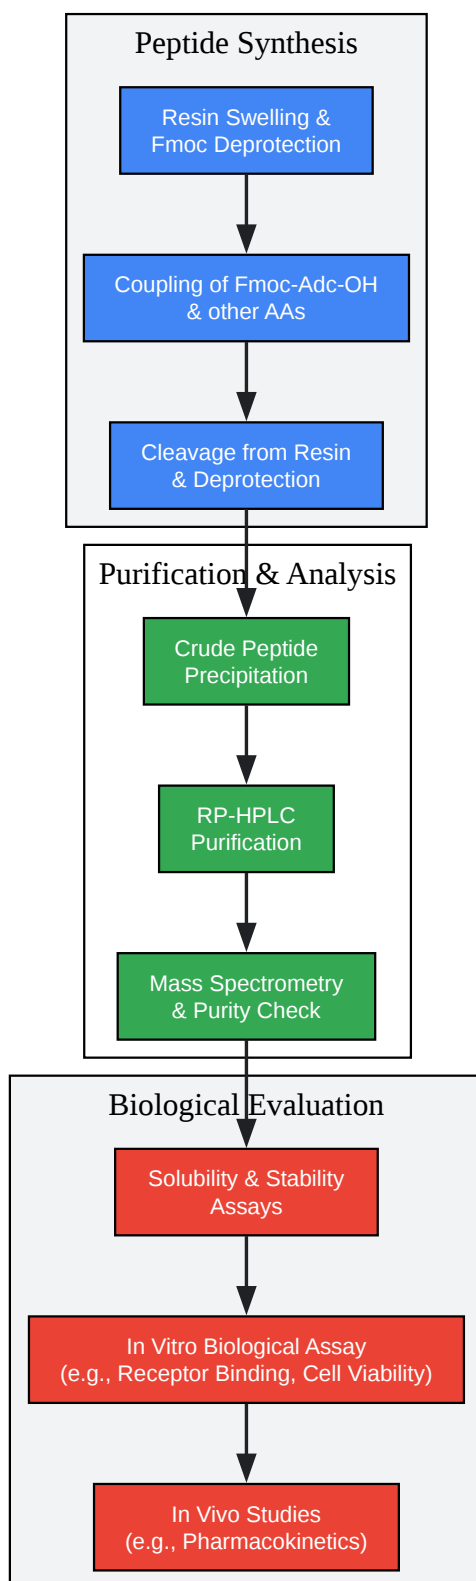 Peptide Synthesis
Resin Swelling &
Fmoc Deprotection
Coupling of Fmoc-Adc-OH
& other AAs
Cleavage from Resin
& Deprotection
Purification & Analysis
Crude Peptide
Precipitation
RP-HPLC
Purification
Mass Spectrometry
& Purity Check
Biological Evaluation
Solubility & Stability
Assays
In Vitro Biological Assay
(e.g., Receptor Binding, Cell Viability)
In Vivo Studies
(e.g., Pharmacokinetics)